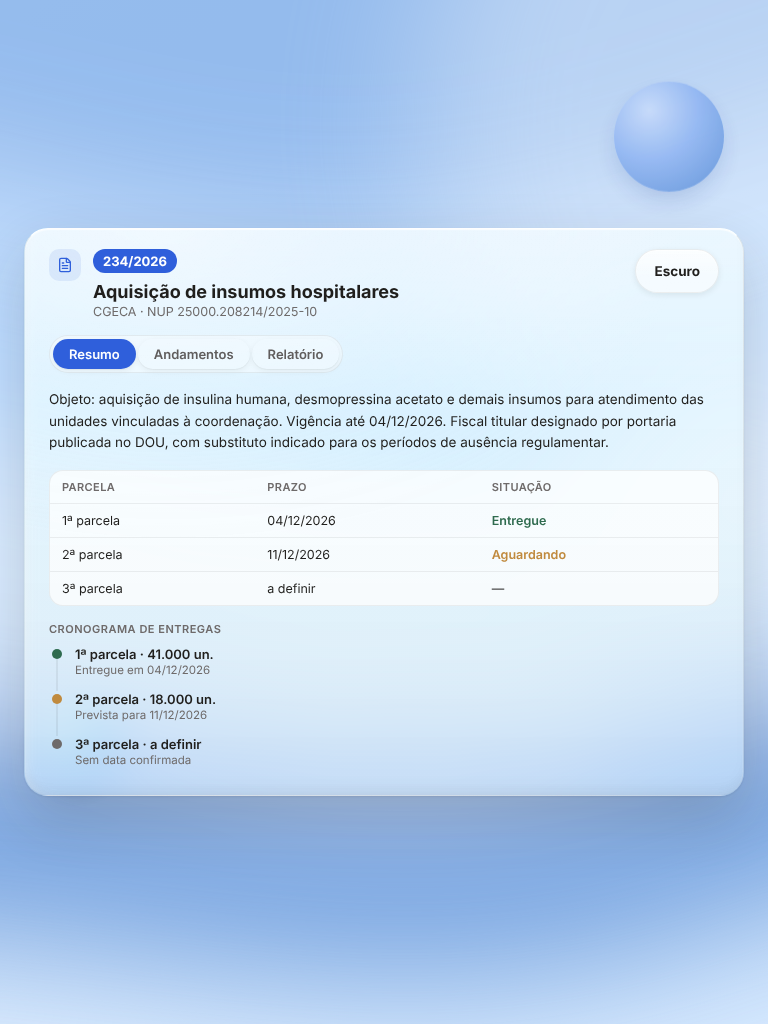 234/2026
Aquisição de insumos hospitalares
CGECA · NUP 25000.208214/2025-10
Escuro
Resumo Andamentos Relatório
Objeto: aquisição de insulina humana, desmopressina acetato e demais insumos para atendimento das
unidades vinculadas à coordenação. Vigência até 04/12/2026. Fiscal titular designado por portaria
publicada no DOU, com substituto indicado para os períodos de ausência regulamentar.
PARCELA PRAZO SITUAÇÃO
1ª parcela 04/12/2026 Entregue
2ª parcela 11/12/2026 Aguardando
3ª parcela a definir —
CRONOGRAMA DE ENTREGAS
1ª parcela · 41.000 un.
Entregue em 04/12/2026
2ª parcela · 18.000 un.
Prevista para 11/12/2026
3ª parcela · a definir
Sem data confirmada